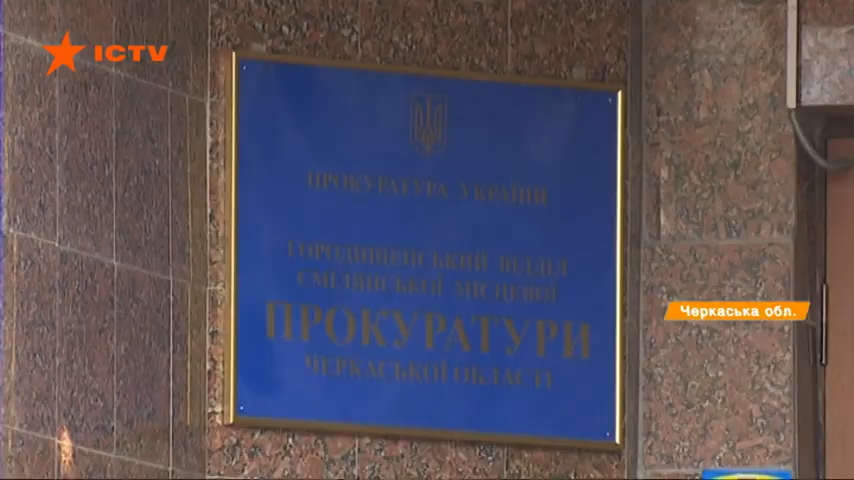 ICTV
ПРОКУРАТУРА УКРАЇНИ
ГОРОДИЩЕНСЬКИЙ ВІДДІЛ
СМІЛЯНСЬКОЇ МІСЦЕВОЇ
ПРОКУРАТУРИ
ЧЕРКАСЬКОЇ ОБЛАСТІ
Черкаська обл.